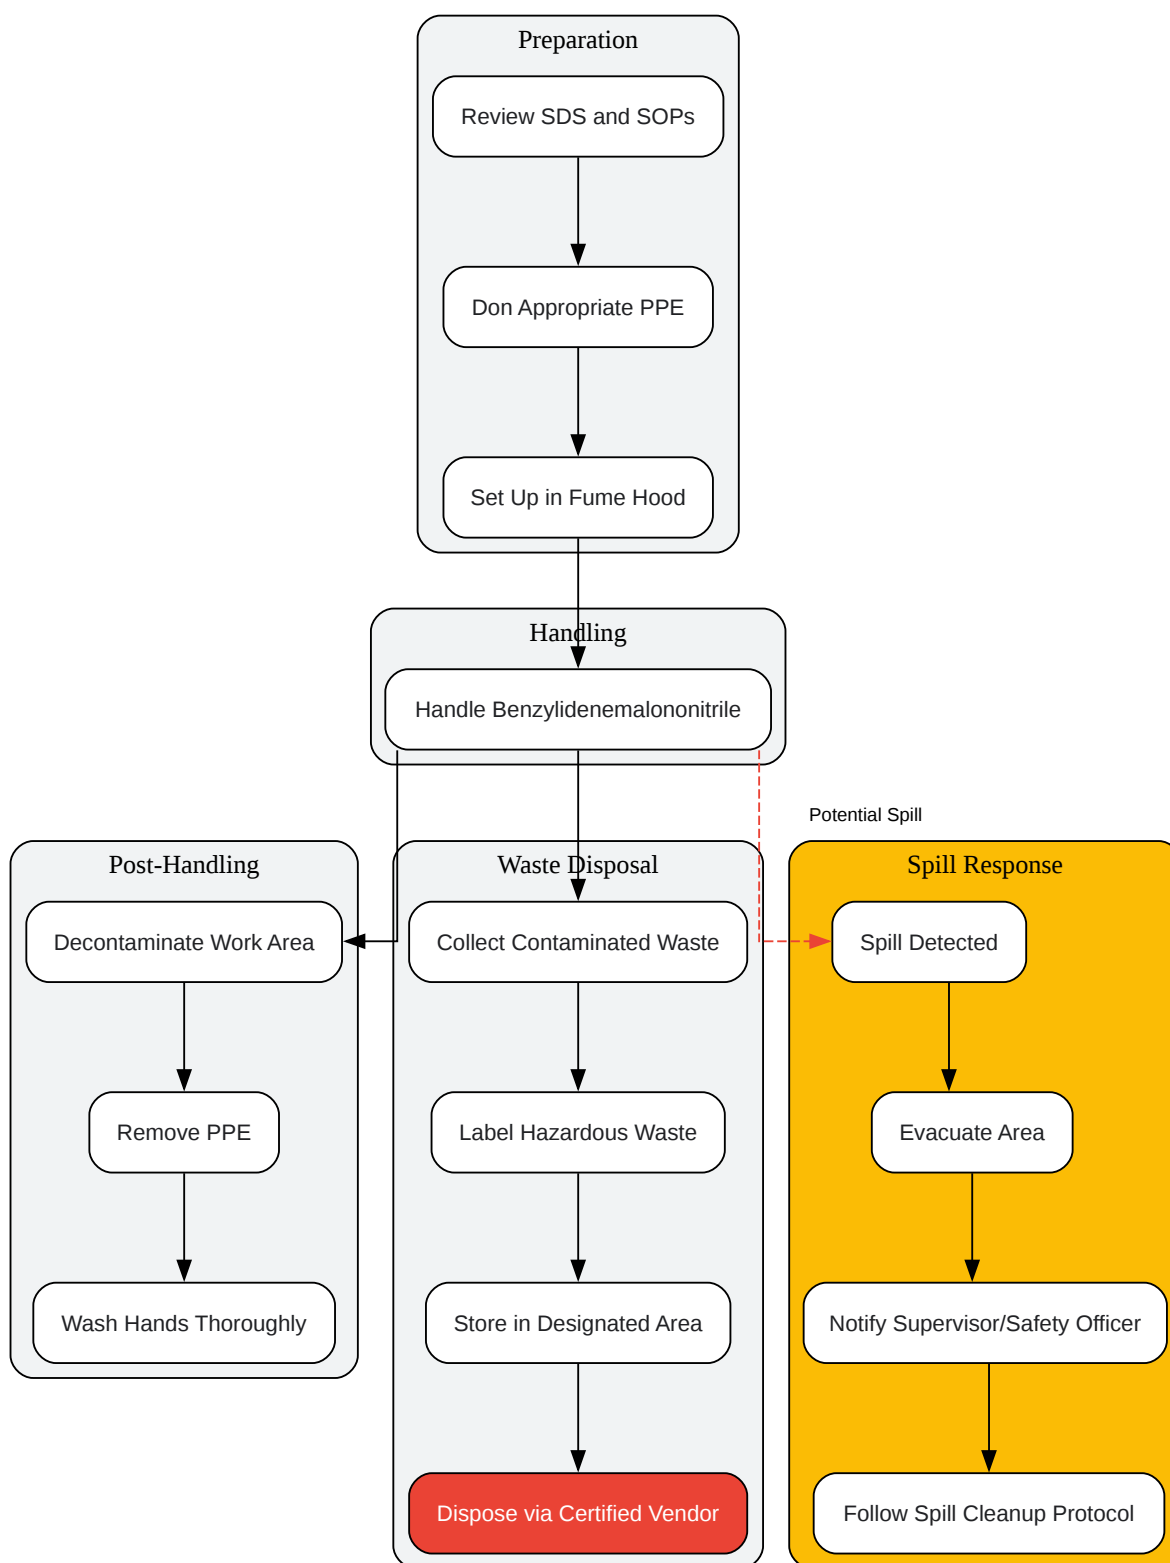 Preparation
Review SDS and SOPs
Don Appropriate PPE
Set Up in Fume Hood
Handling
Handle Benzylidenemalononitrile
Potential Spill
Post-Handling
Decontaminate Work Area
Remove PPE
Wash Hands Thoroughly
Waste Disposal
Collect Contaminated Waste
Label Hazardous Waste
Store in Designated Area
Dispose via Certified Vendor
Spill Response
Spill Detected
Evacuate Area
Notify Supervisor/Safety Officer
Follow Spill Cleanup Protocol